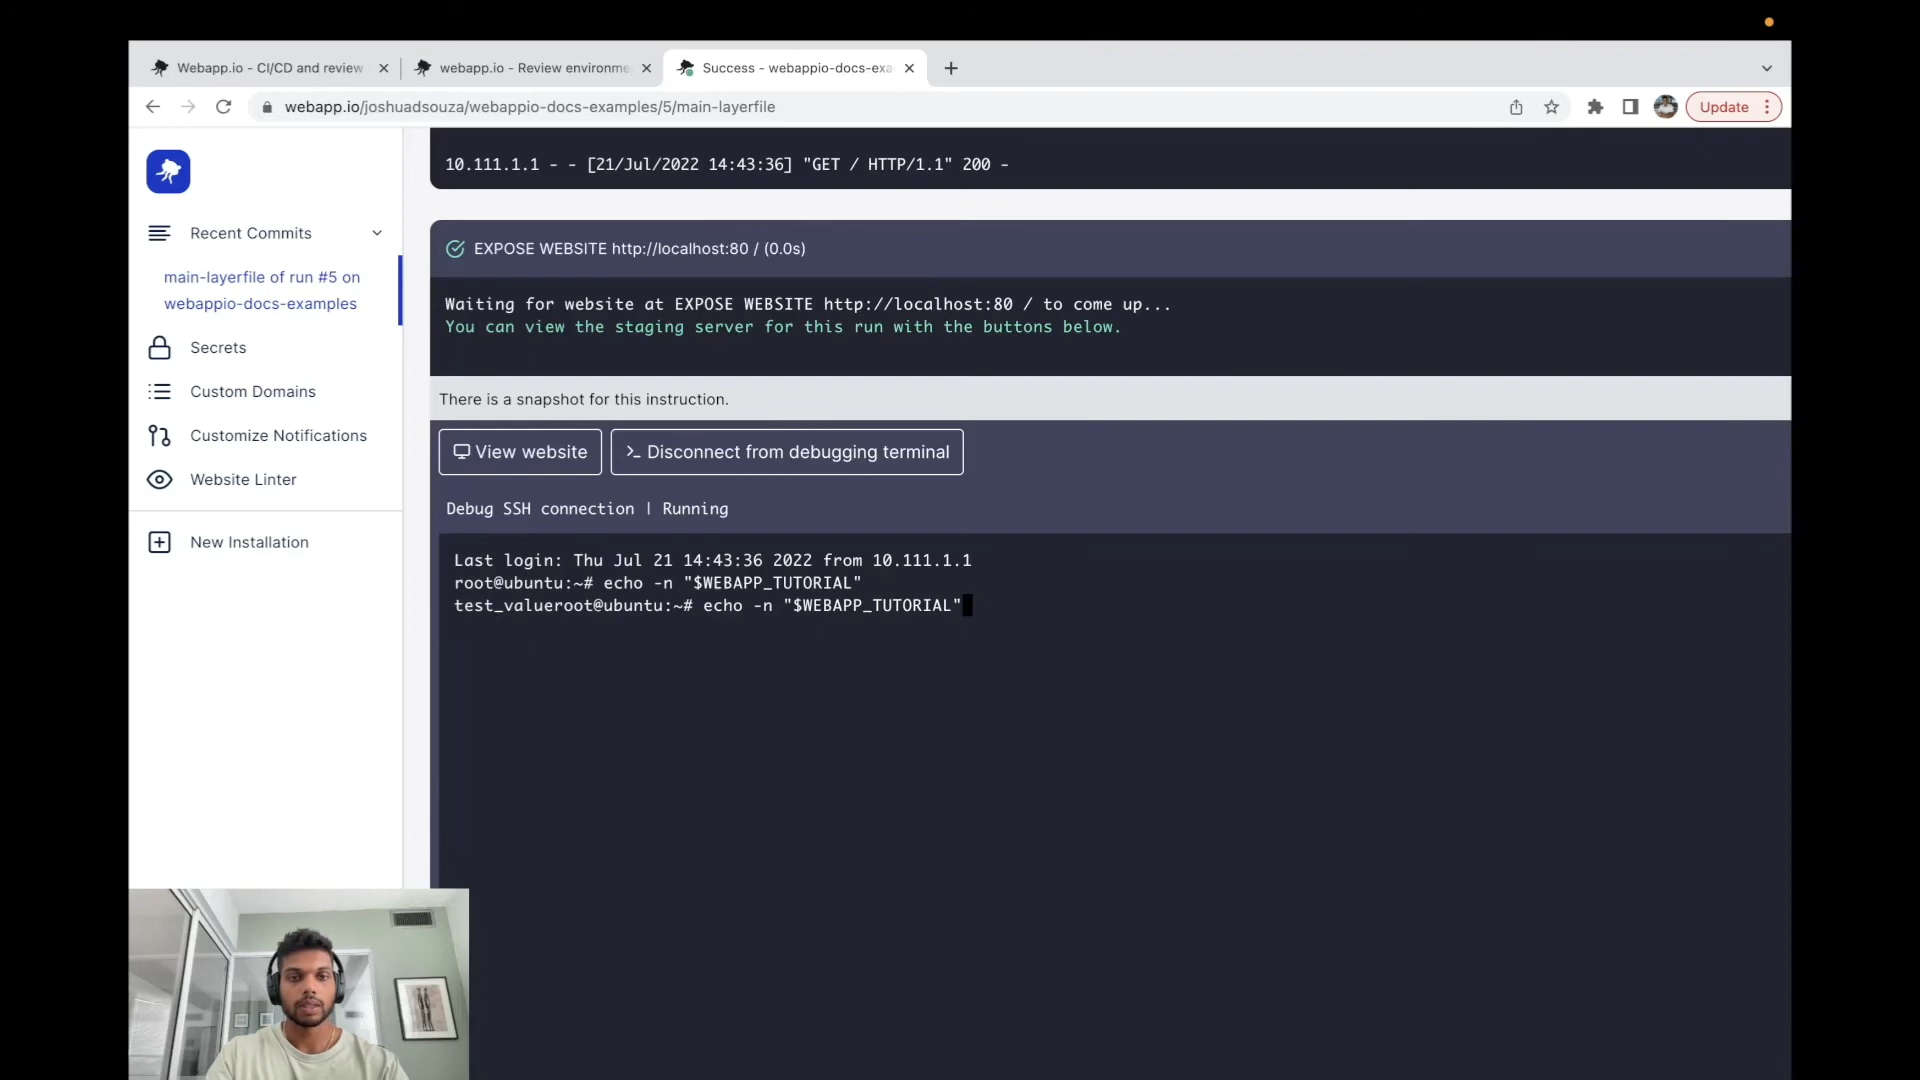 Webapp.io - CI/CD and review
webapp.io - Review environme
Success - webappio-docs-exa
webapp.io/joshuadsouza/webappio-docs-examples/5/main-layerfile
Update
10.111.1.1 - - [21/Jul/2022 14:43:36] "GET / HTTP/1.1" 200 -
Recent Commits
main-layerfile of run #5 on
webappio-docs-examples
Secrets
Custom Domains
Customize Notifications
Website Linter
New Installation
EXPOSE WEBSITE http://localhost:80 / (0.0s)
Waiting for website at EXPOSE WEBSITE http://localhost:80 / to come up...
You can view the staging server for this run with the buttons below.
There is a snapshot for this instruction.
View website
>_ Disconnect from debugging terminal
Debug SSH connection | Running
Last login: Thu Jul 21 14:43:36 2022 from 10.111.1.1
root@ubuntu:~# echo -n "$WEBAPP_TUTORIAL"
test_valueroot@ubuntu:~# echo -n "$WEBAPP_TUTORIAL"